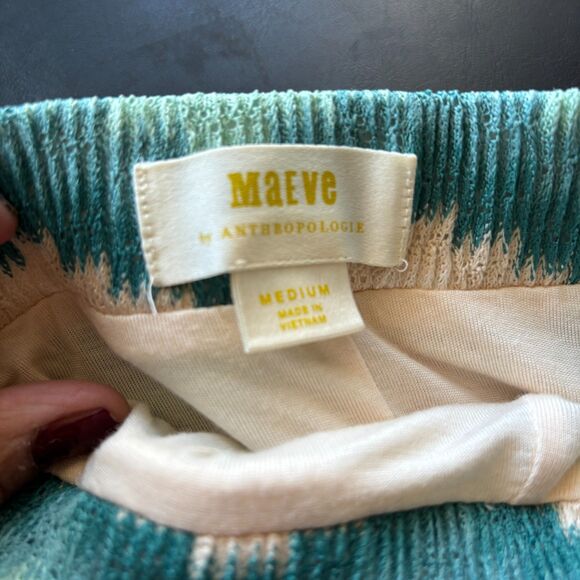 MaEVe
by ANTHROPOLOGIE
MEDIUM
MADE IN
VIETNAM